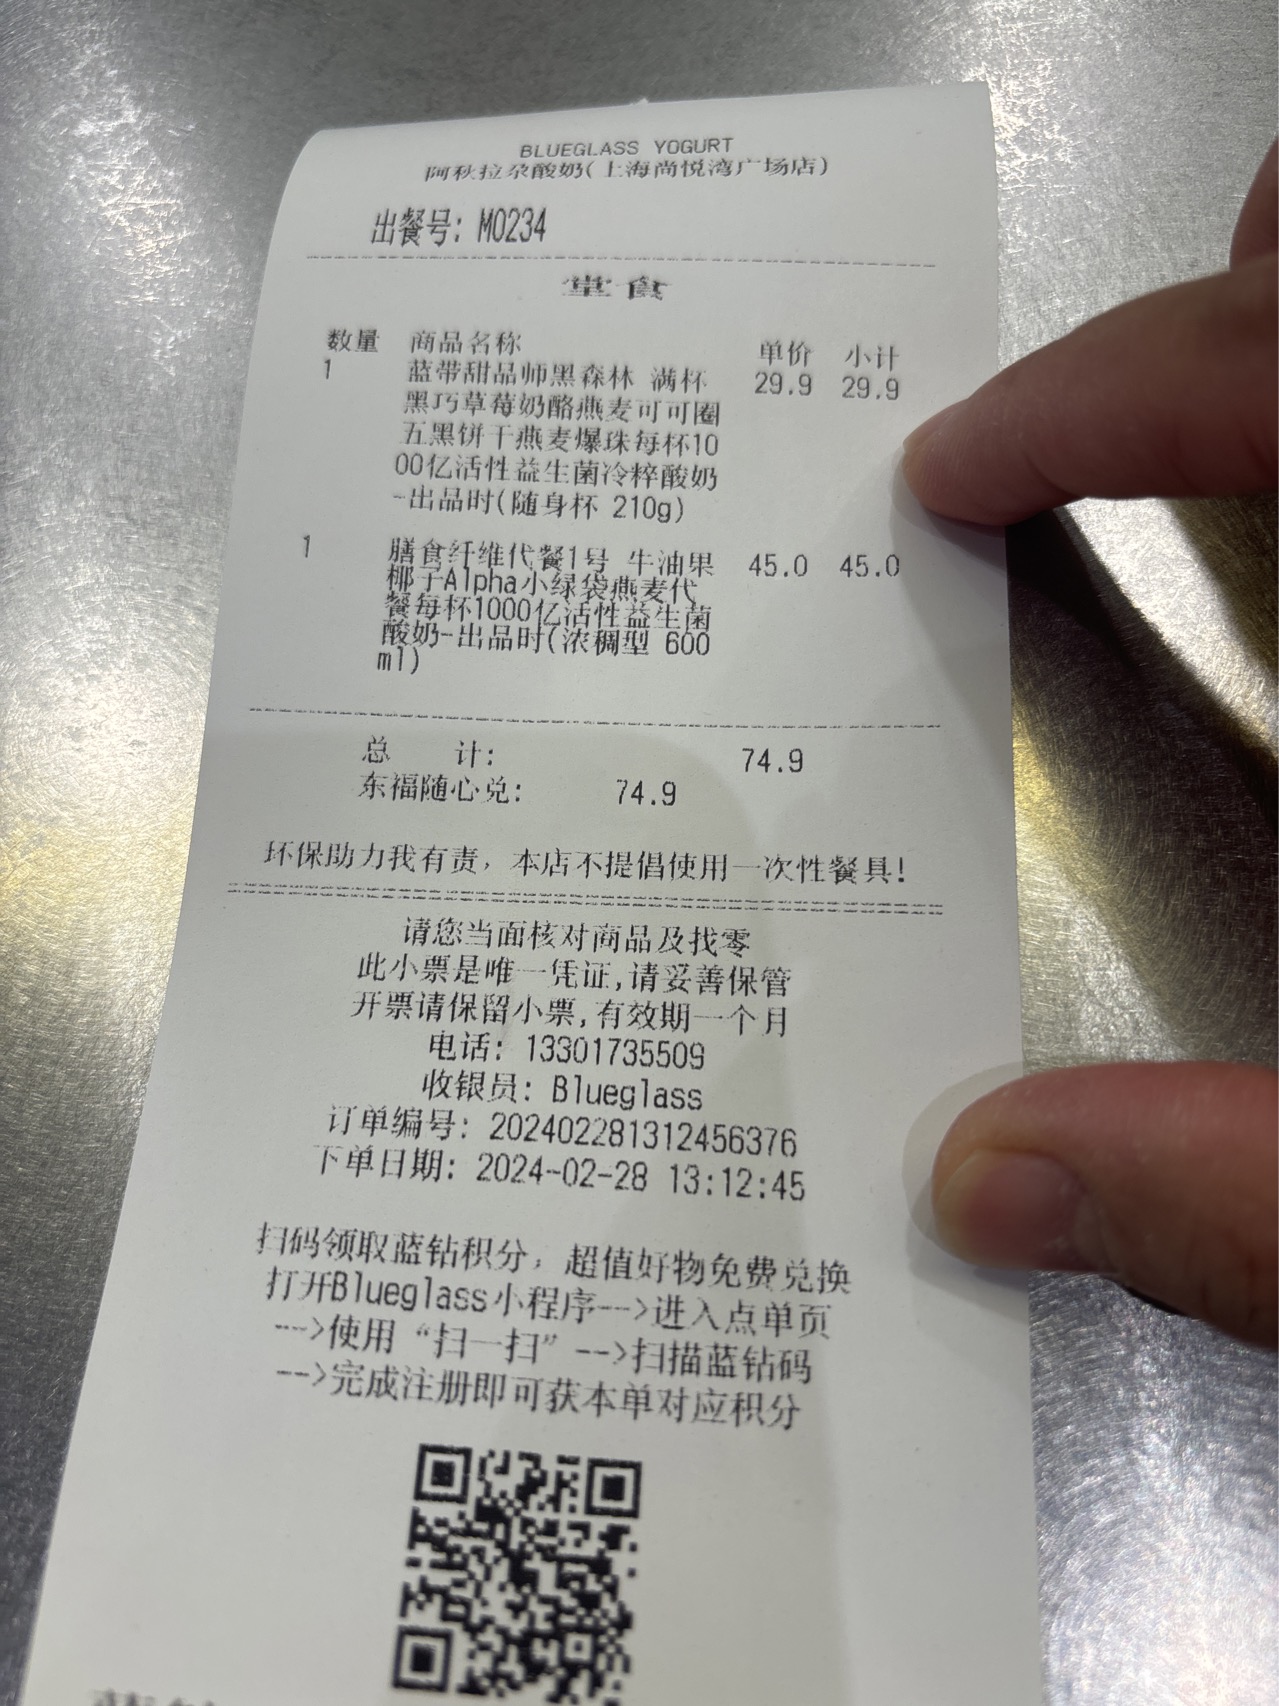 BLUEGLASS YOGURT
阿秋拉尕酸奶(上海尚悦湾广场店)
出餐号: M0234
堂食
数量 商品名称 单价 小计
1 蓝带甜品师黑森林 满杯 29.9 29.9
黑巧草莓奶酪燕麦可可圈
五黑饼干燕麦爆珠每杯10
00亿活性益生菌冷粹酸奶
-出品时(随身杯 210g)
1 膳食纤维代餐1号 牛油果 45.0 45.0
椰子Alpha小绿袋燕麦代
餐每杯1000亿活性益生菌
酸奶-出品时(浓稠型 600
ml)
总 计: 74.9
东福随心兑: 74.9
环保助力我有责，本店不提倡使用一次性餐具!
请您当面核对商品及找零
此小票是唯一凭证,请妥善保管
开票请保留小票,有效期一个月
电话: 13301735509
收银员: Blueglass
订单编号: 202402281312456376
下单日期: 2024-02-28 13:12:45
扫码领取蓝钻积分，超值好物免费兑换
打开Blueglass小程序-->进入点单页
-->使用“扫一扫”-->扫描蓝钻码
-->完成注册即可获本单对应积分